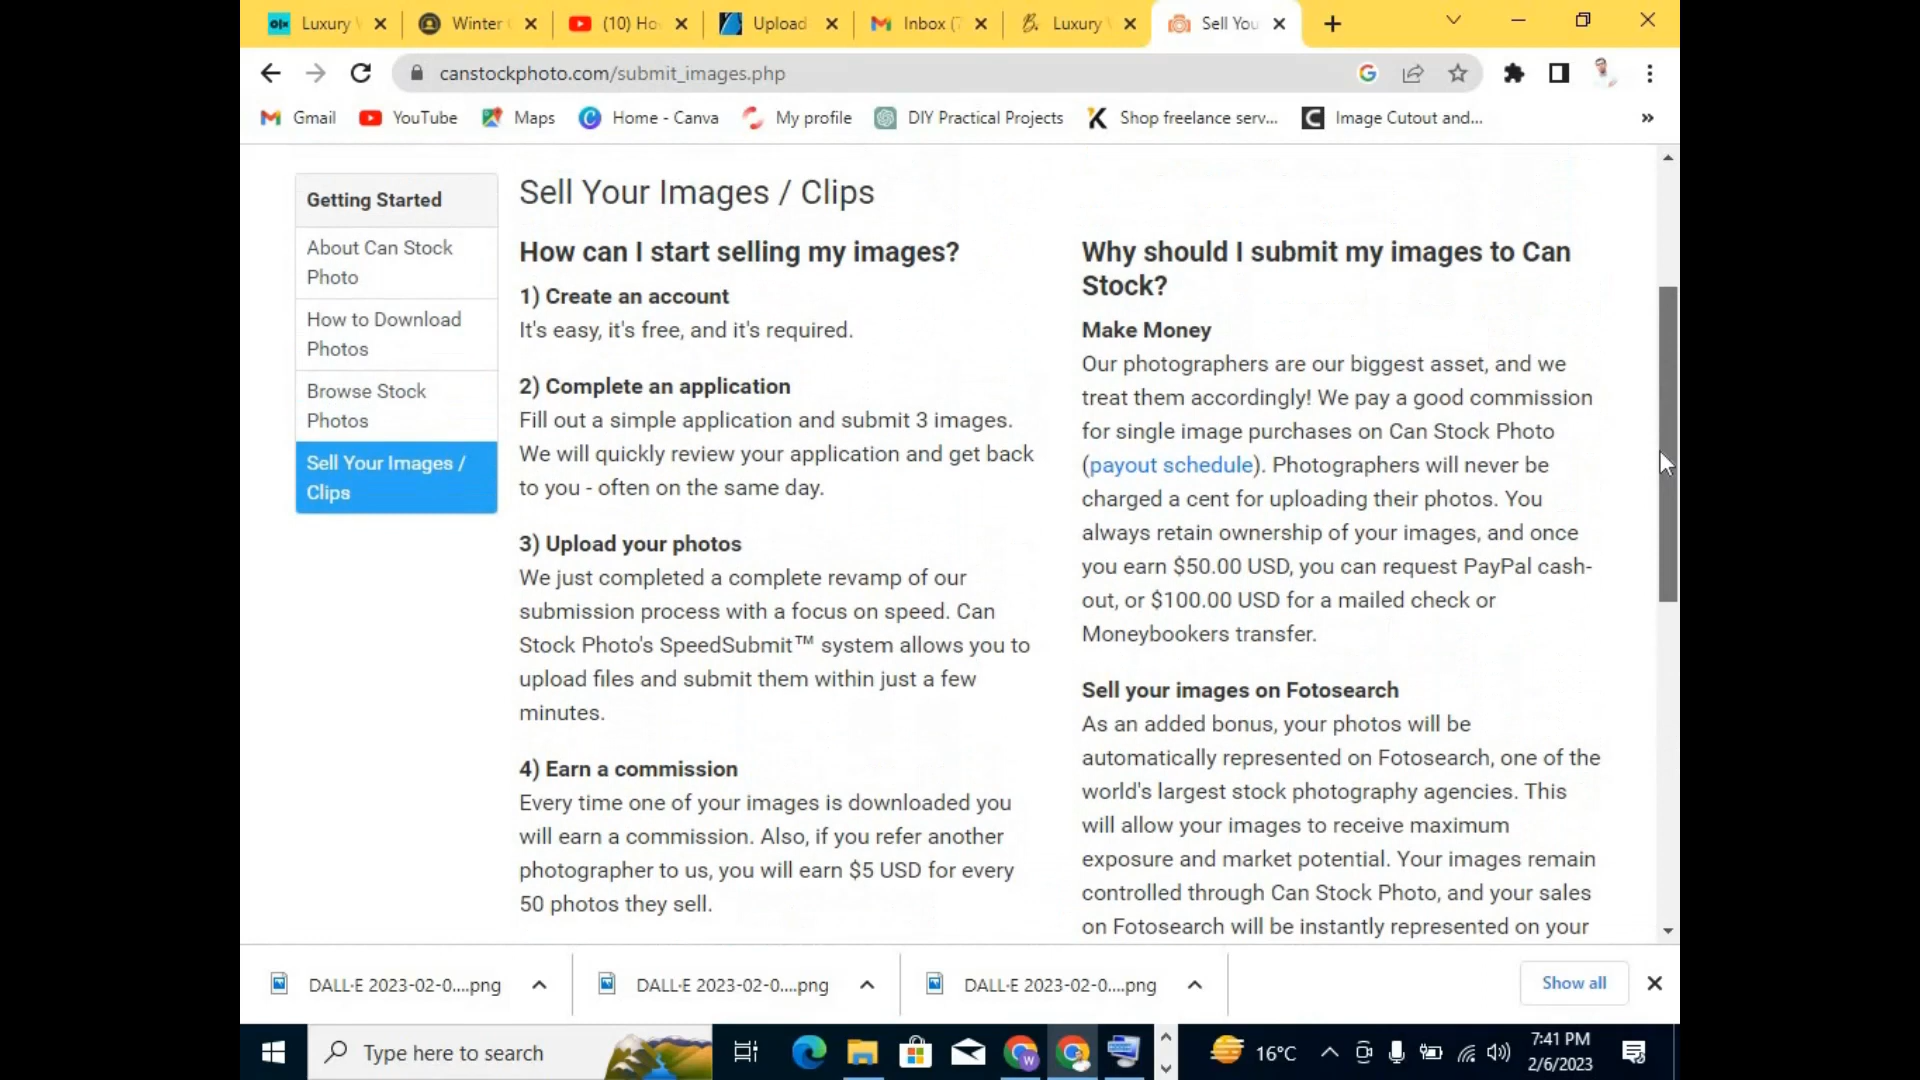 Luxury
Winter
(10) Ho
Upload
Inbox (7
Luxury
Sell You
canstockphoto.com/submit_images.php
Gmail
YouTube
Maps
Home - Canva
My profile
DIY Practical Projects
Shop freelance serv...
Image Cutout and...
»
Getting Started
About Can Stock
Photo
How to Download
Photos
Browse Stock
Photos
Sell Your Images /
Clips
Sell Your Images / Clips
How can I start selling my images?
1) Create an account
It's easy, it's free, and it's required.
2) Complete an application
Fill out a simple application and submit 3 images.
We will quickly review your application and get back
to you - often on the same day.
3) Upload your photos
We just completed a complete revamp of our
submission process with a focus on speed. Can
Stock Photo's SpeedSubmit™ system allows you to
upload files and submit them within just a few
minutes.
4) Earn a commission
Every time one of your images is downloaded you
will earn a commission. Also, if you refer another
photographer to us, you will earn $5 USD for every
50 photos they sell.
Why should I submit my images to Can
Stock?
Make Money
Our photographers are our biggest asset, and we
treat them accordingly! We pay a good commission
for single image purchases on Can Stock Photo
(payout schedule). Photographers will never be
charged a cent for uploading their photos. You
always retain ownership of your images, and once
you earn $50.00 USD, you can request PayPal cash-
out, or $100.00 USD for a mailed check or
Moneybookers transfer.
Sell your images on Fotosearch
As an added bonus, your photos will be
automatically represented on Fotosearch, one of the
world's largest stock photography agencies. This
will allow your images to receive maximum
exposure and market potential. Your images remain
controlled through Can Stock Photo, and your sales
on Fotosearch will be instantly represented on your
DALL·E 2023-02-0....png
DALL·E 2023-02-0....png
DALL·E 2023-02-0....png
Show all
Type here to search
16°C
7:41 PM
2/6/2023